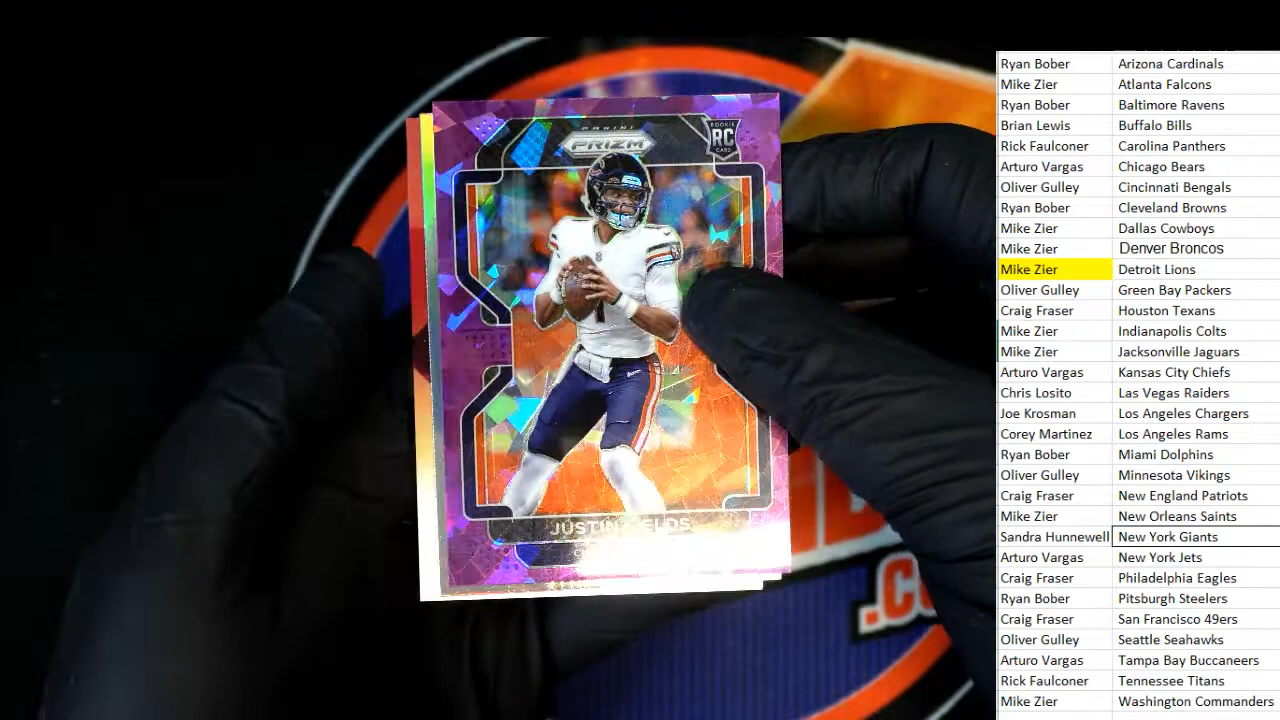 PANINI
PRIZM
ROOKIE
RC
CARD
JUSTIN FIELDS
.CO
Ryan Bober Arizona Cardinals
Mike Zier Atlanta Falcons
Ryan Bober Baltimore Ravens
Brian Lewis Buffalo Bills
Rick Faulconer Carolina Panthers
Arturo Vargas Chicago Bears
Oliver Gulley Cincinnati Bengals
Ryan Bober Cleveland Browns
Mike Zier Dallas Cowboys
Mike Zier Denver Broncos
Mike Zier Detroit Lions
Oliver Gulley Green Bay Packers
Craig Fraser Houston Texans
Mike Zier Indianapolis Colts
Mike Zier Jacksonville Jaguars
Arturo Vargas Kansas City Chiefs
Chris Losito Las Vegas Raiders
Joe Krosman Los Angeles Chargers
Corey Martinez Los Angeles Rams
Ryan Bober Miami Dolphins
Oliver Gulley Minnesota Vikings
Craig Fraser New England Patriots
Mike Zier New Orleans Saints
Sandra Hunnewell New York Giants
Arturo Vargas New York Jets
Craig Fraser Philadelphia Eagles
Ryan Bober Pitsburgh Steelers
Craig Fraser San Francisco 49ers
Oliver Gulley Seattle Seahawks
Arturo Vargas Tampa Bay Buccaneers
Rick Faulconer Tennessee Titans
Mike Zier Washington Commanders